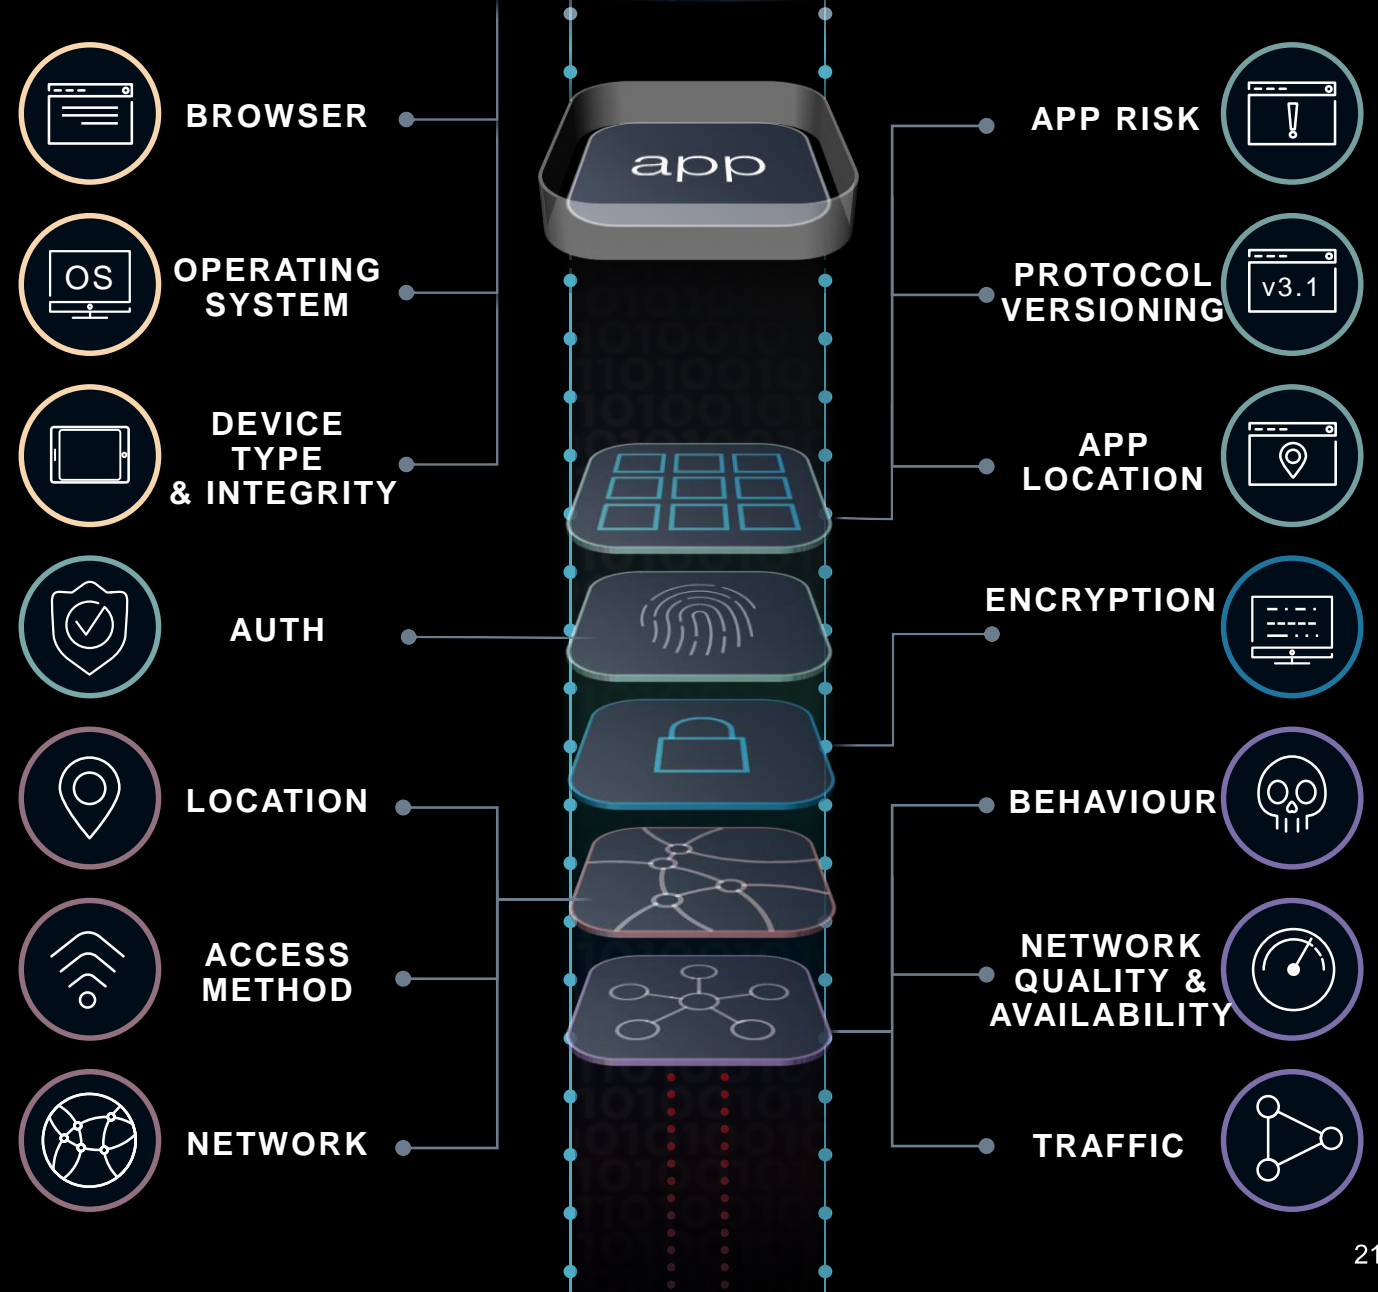 BROWSER
OPERATING
SYSTEM
OS
DEVICE
TYPE
& INTEGRITY
AUTH
LOCATION
ACCESS
METHOD
NETWORK
app
APP RISK
!
PROTOCOL
VERSIONING
v3.1
APP
LOCATION
ENCRYPTION
BEHAVIOUR
NETWORK
QUALITY &
AVAILABILITY
TRAFFIC
21